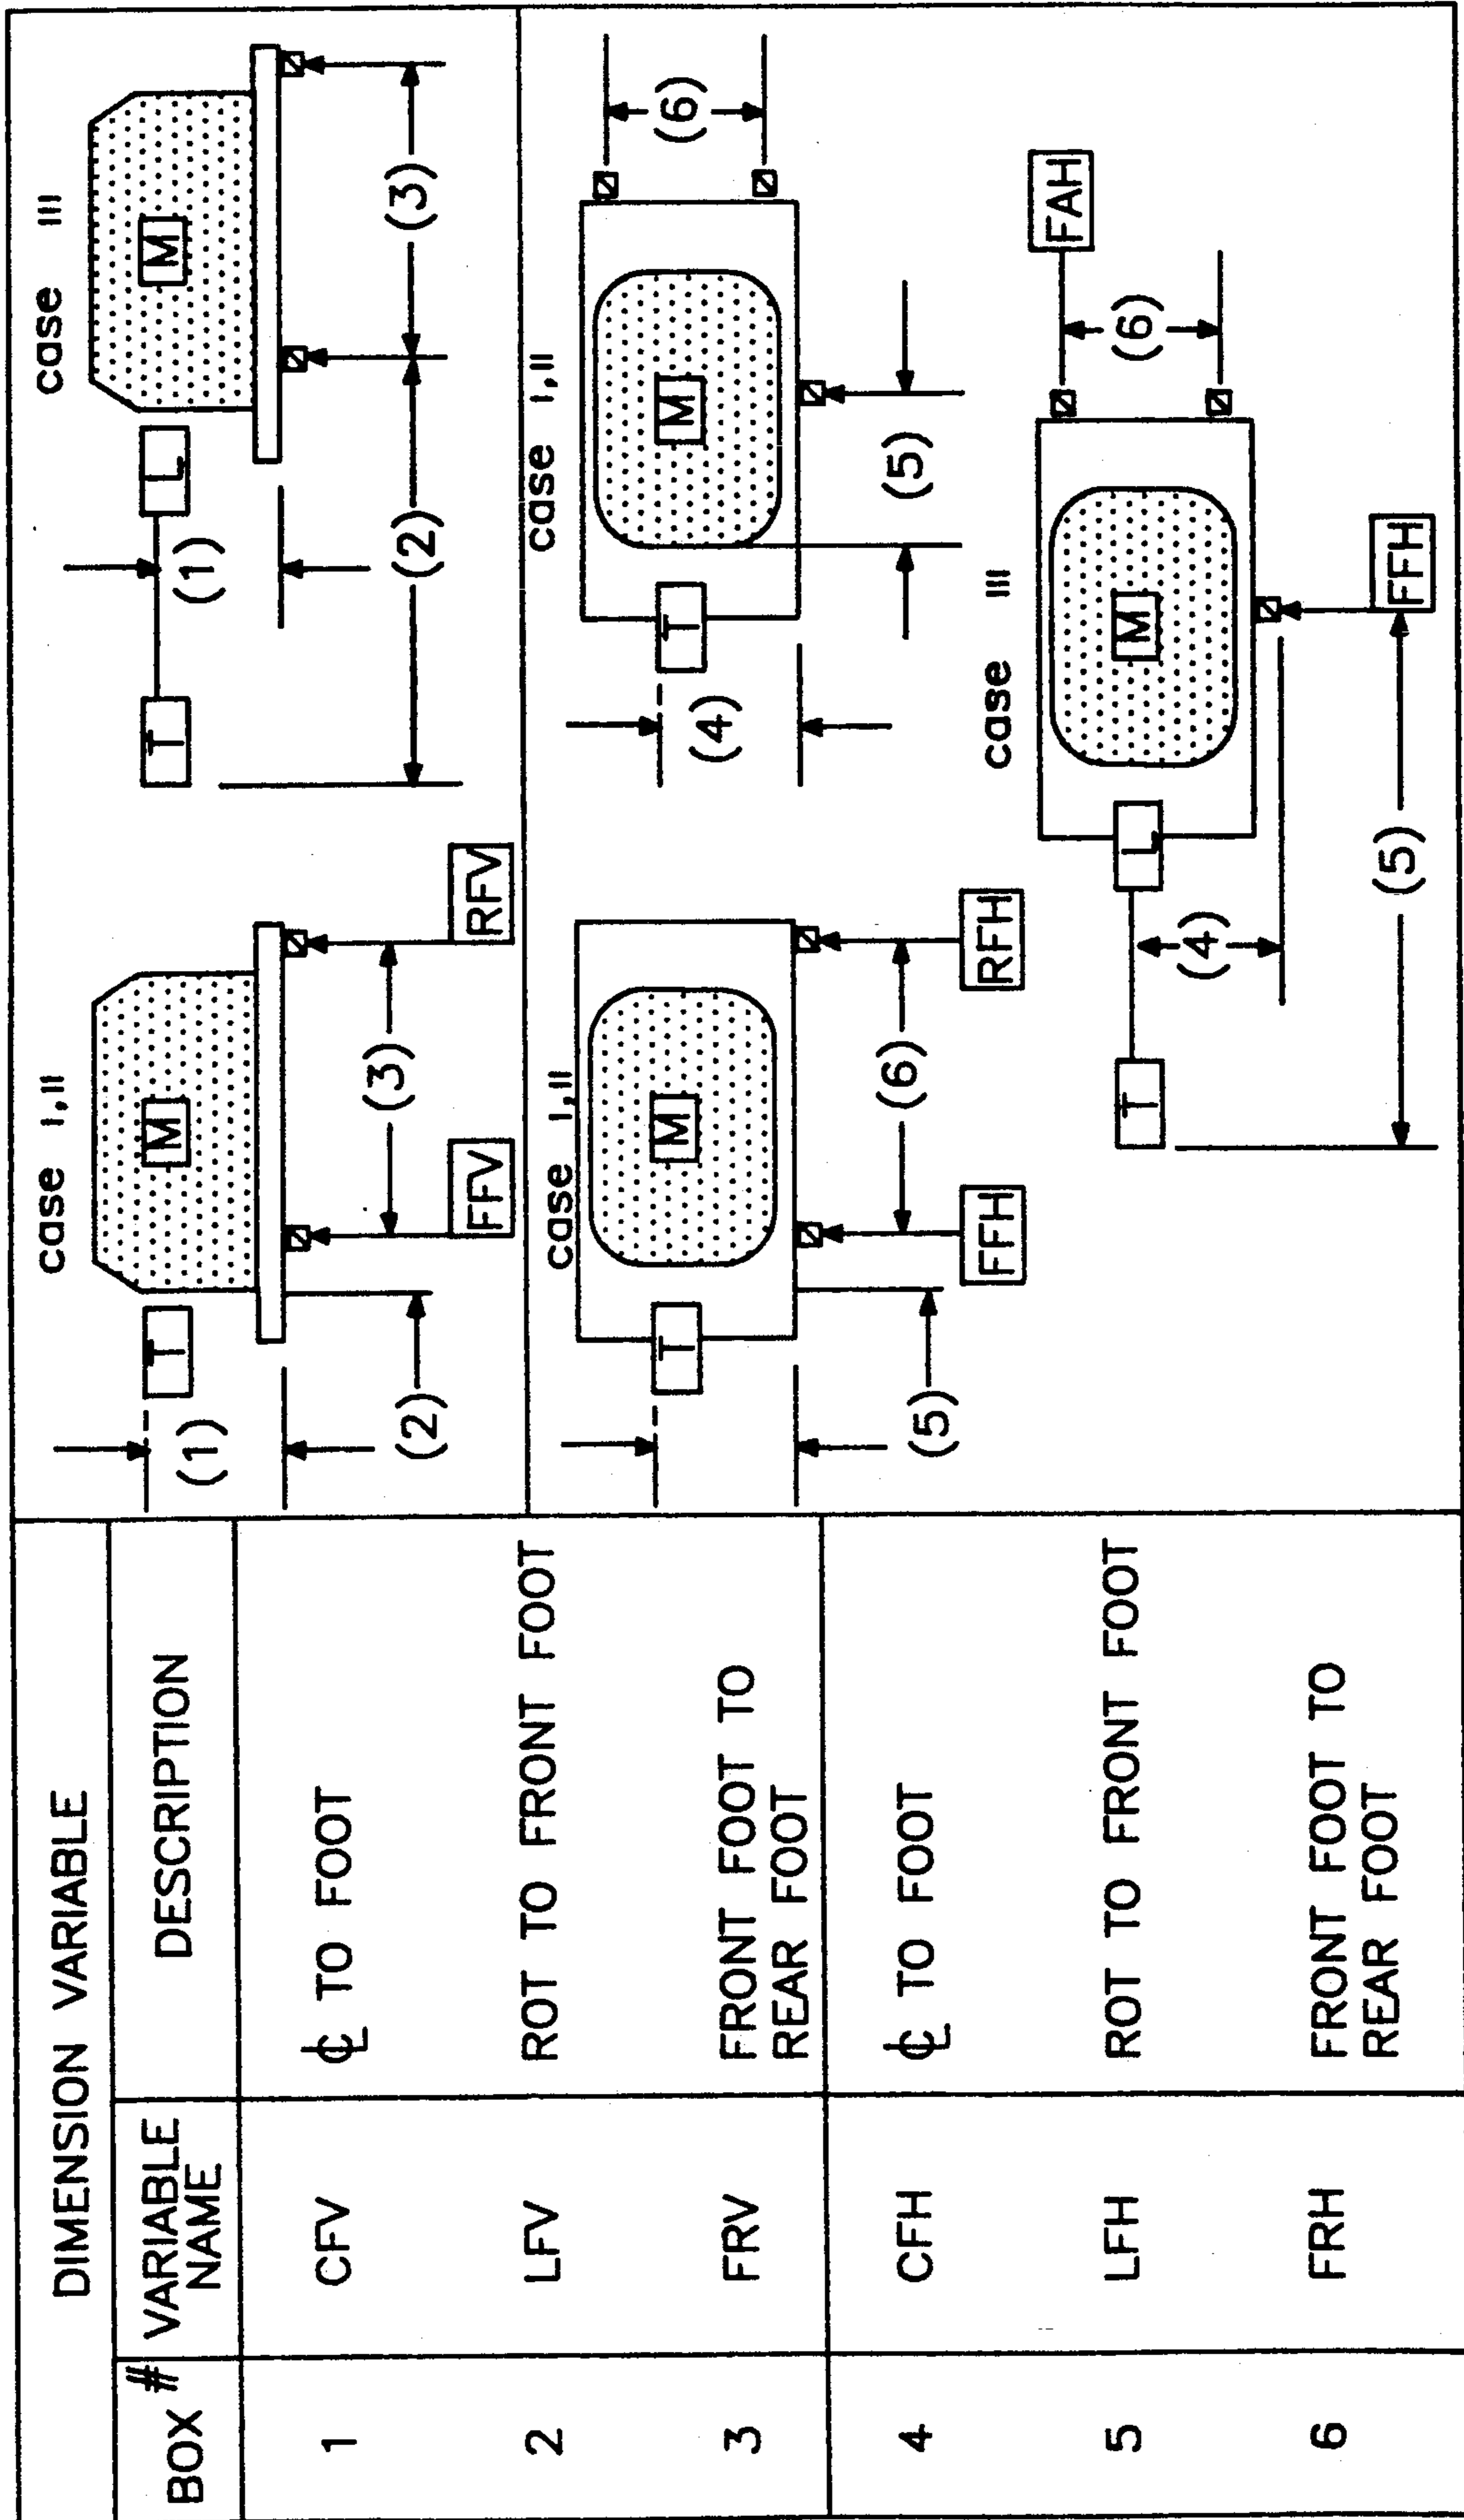 DIMENSION VARIABLE
BOX #
VARIABLE
NAME
DESCRIPTION
1
CFV
℄ TO FOOT
2
LFV
ROT TO FRONT FOOT
3
FRV
FRONT FOOT TO
REAR FOOT
4
CFH
℄ TO FOOT
5
LFH
ROT TO FRONT FOOT
6
FRH
FRONT FOOT TO
REAR FOOT
case I,II
T
M
(1)
(2)
(3)
FFV
RFV
case III
T
L
M
(1)
(2)
(3)
case I,II
T
M
(5)
(6)
FFH
RFH
case I,II
T
M
(4)
(5)
(6)
case III
T
L
M
(4)
(5)
(6)
FAH
FFH